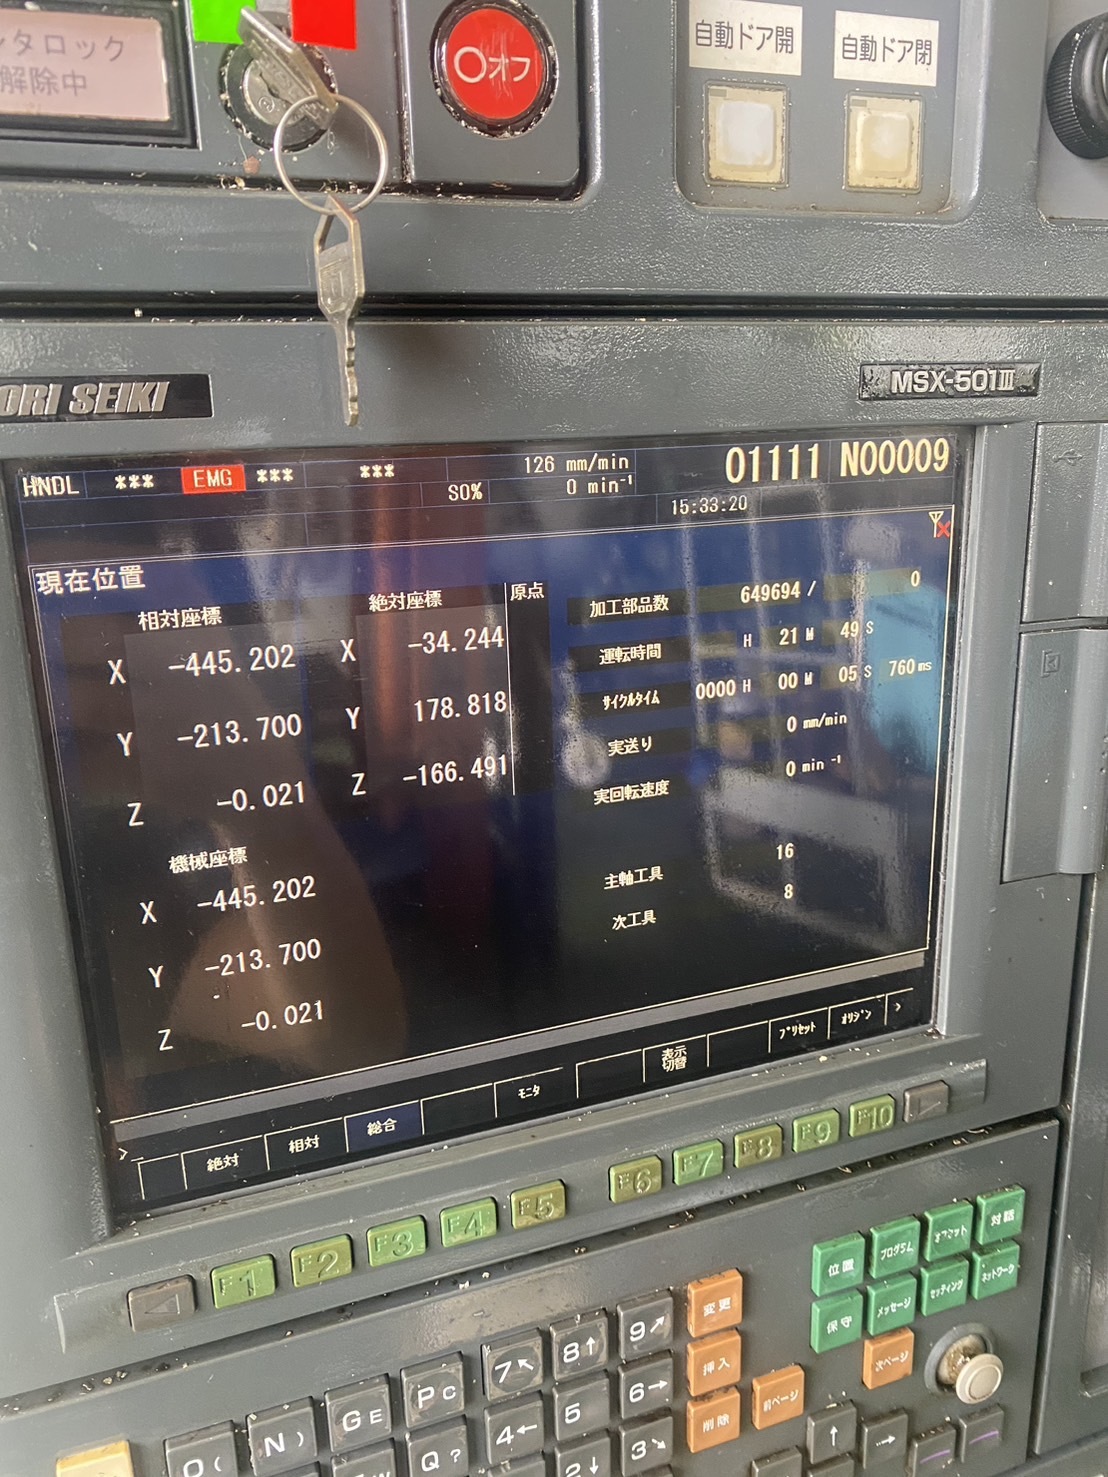 ンタロック
解除中
オフ
自動ドア開
自動ドア閉
ORI SEIKI
MSX-501III
HNDL *** EMG *** *** 126 mm/min O1111 N00009
S0% 0 min-1
15:33:20
現在位置
相対座標 絶対座標 原点
X -445.202 X -34.244
Y -213.700 Y 178.818
Z -0.021 Z -166.491
機械座標
X -445.202
Y -213.700
Z -0.021
加工部品数 649694 / 0
運転時間 H 21 M 49 S
サイクルタイム 0000 H 00 M 05 S 760 ms
実送り 0 mm/min
実回転速度 0 min -1
主軸工具 16
次工具 8
>
絶対 相対 総合 モニタ 表示切替 プリセット オリジン >
F1 F2 F3 F4 F5 F6 F7 F8 F9 F10
位置 プログラム オフセット 対話
保守 メッセージ セッティング ネットワーク
変更
挿入 次ページ
削除 前ページ
O ( N ) G E P C 7↖ 8↑ 9↗
Q ? 4← 5 6→
2↓ 3↘ ↑ →